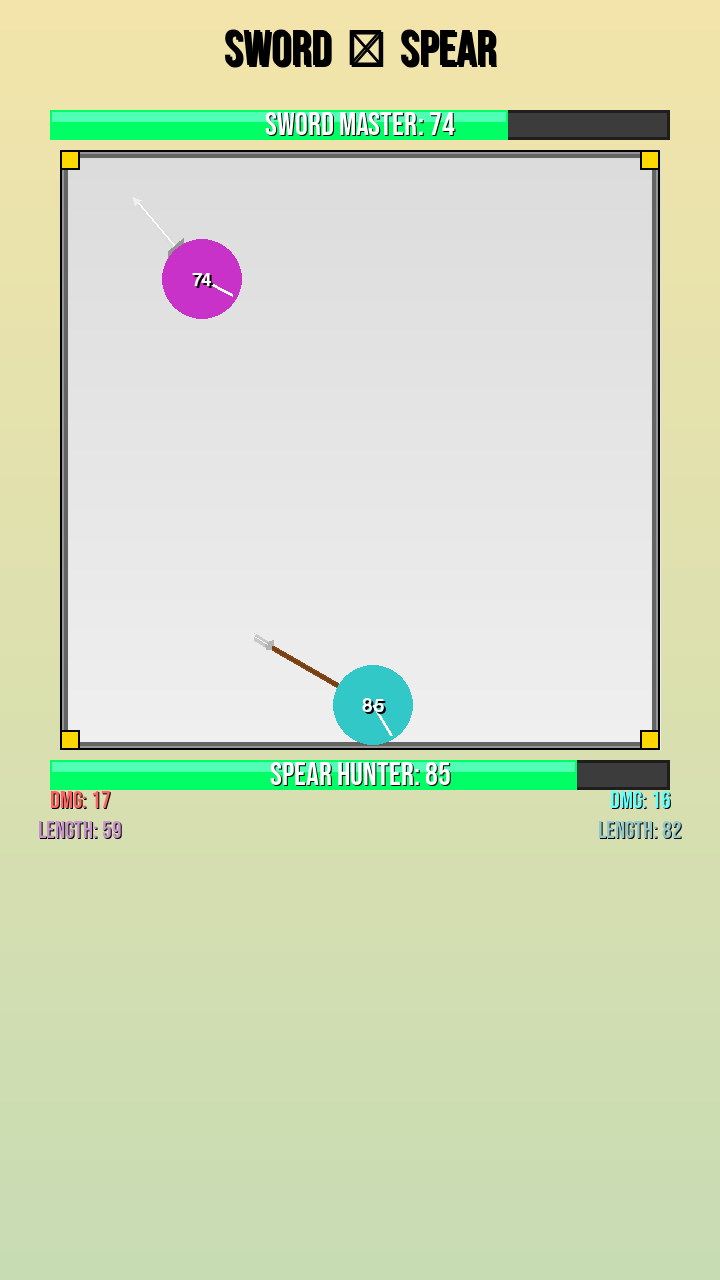 SWORD SPEAR
SWORD MASTER: 74
74
85
SPEAR HUNTER: 85
DMG: 17 DMG: 16
LENGTH: 59 LENGTH: 82